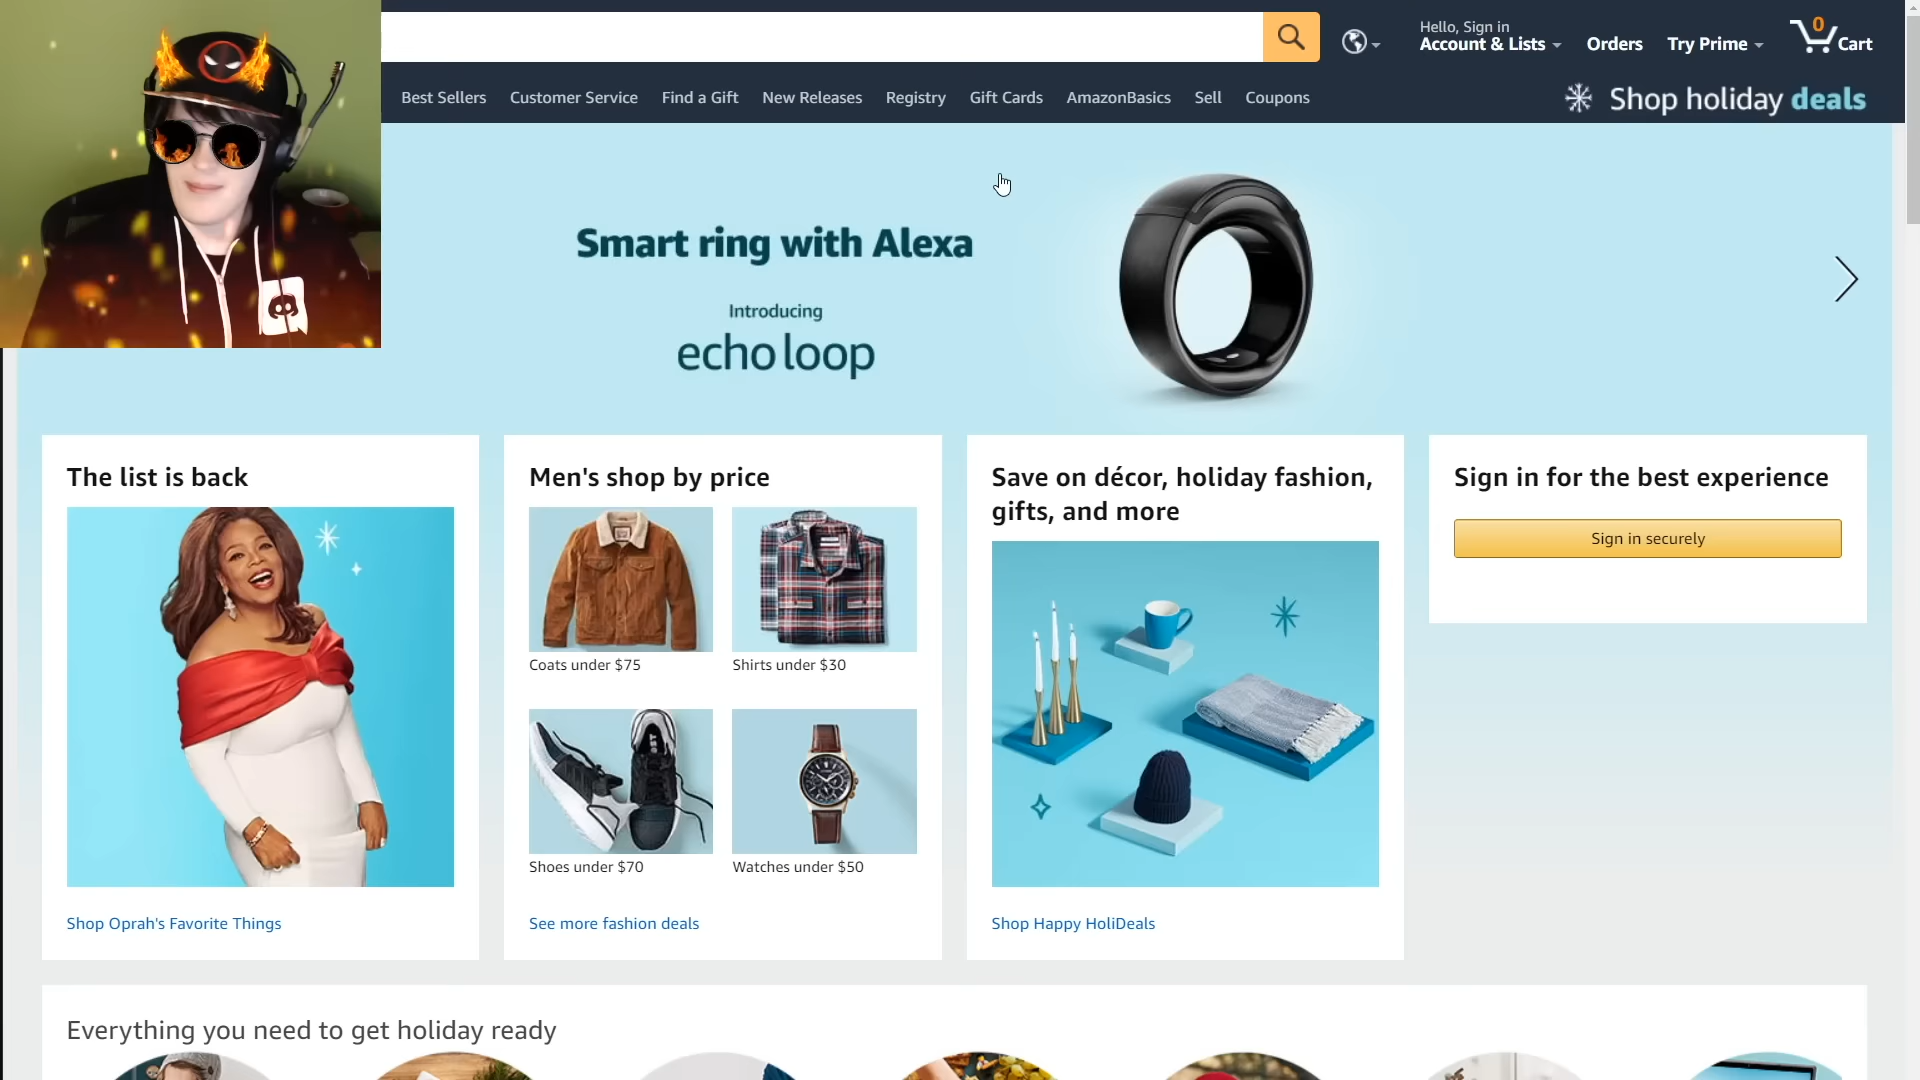 Hello, Sign in
Account & Lists
Orders
Try Prime
0
Cart
Best Sellers
Customer Service
Find a Gift
New Releases
Registry
Gift Cards
AmazonBasics
Sell
Coupons
Shop holiday deals
Smart ring with Alexa
Introducing
echo loop
The list is back
Shop Oprah's Favorite Things
Men's shop by price
Coats under $75
Shirts under $30
Shoes under $70
Watches under $50
See more fashion deals
Save on décor, holiday fashion,
gifts, and more
Shop Happy HoliDeals
Sign in for the best experience
Sign in securely
Everything you need to get holiday ready